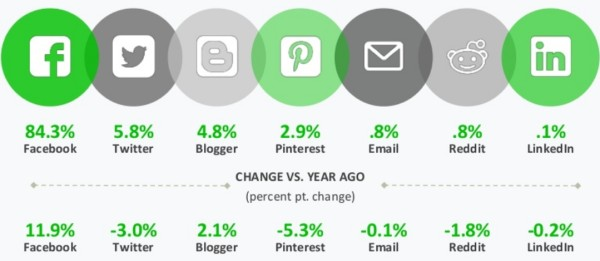 84.3% 5.8% 4.8% 2.9% .8% .8% .1%
Facebook Twitter Blogger Pinterest Email Reddit LinkedIn
CHANGE VS. YEAR AGO
(percent pt. change)
11.9% -3.0% 2.1% -5.3% -0.1% -1.8% -0.2%
Facebook Twitter Blogger Pinterest Email Reddit LinkedIn